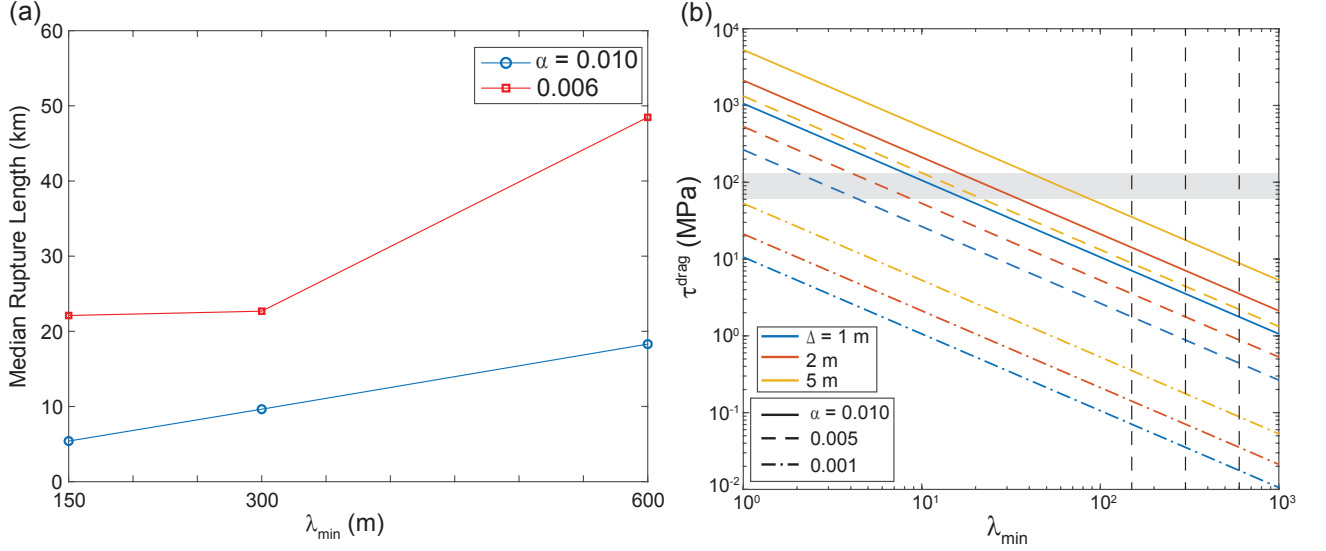 (a)
60
50
40
30
20
10
0
Median Rupture Length (km)
α = 0.010
0.006
150
300
600
λmin (m)
(b)
10⁴
10³
10²
10¹
10⁰
10⁻¹
10⁻²
τdrag (MPa)
Δ = 1 m
2 m
5 m
α = 0.010
0.005
0.001
10⁰
10¹
10²
10³
λmin